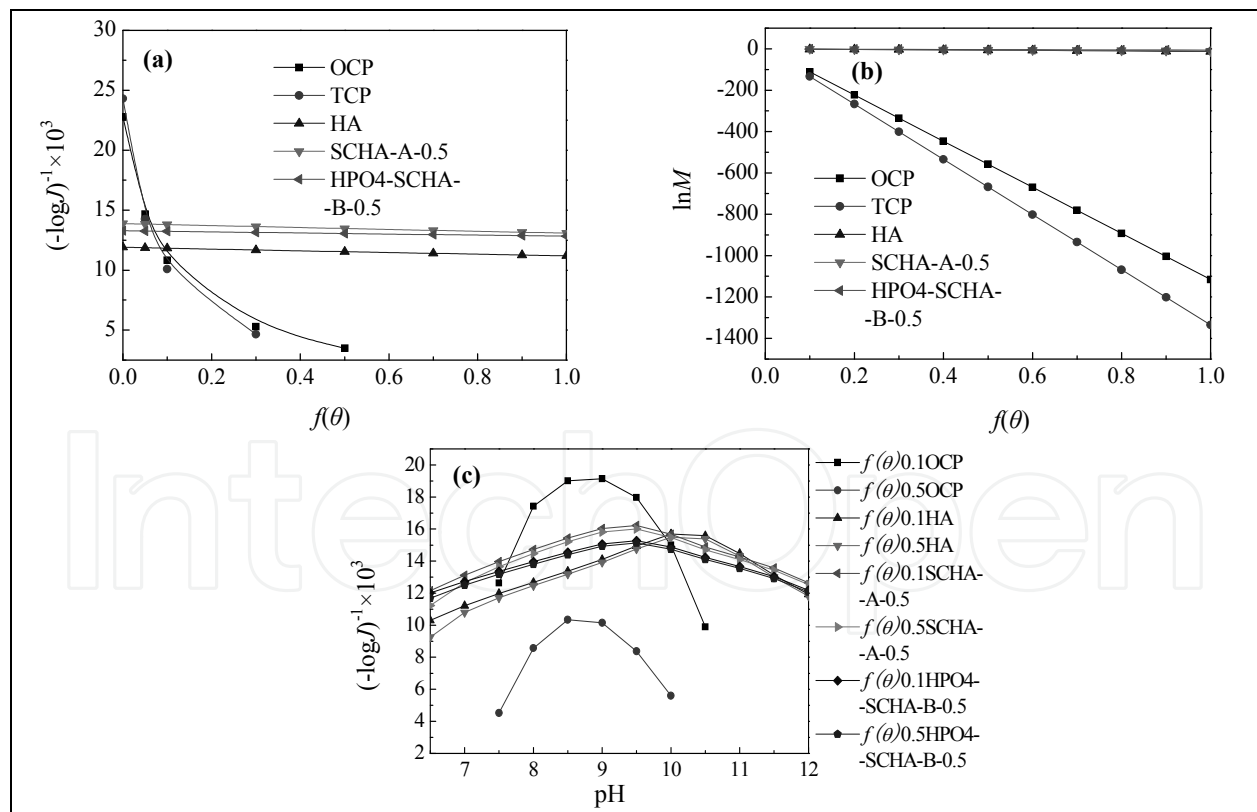 (a)
30
25
20
15
10
5
0.0 0.2 0.4 0.6 0.8 1.0
(-logJ)⁻¹×10³
f(θ)
OCP
TCP
HA
SCHA-A-0.5
HPO4-SCHA-
-B-0.5
(b)
0
-200
-400
-600
-800
-1000
-1200
-1400
0.0 0.2 0.4 0.6 0.8 1.0
lnM
f(θ)
OCP
TCP
HA
SCHA-A-0.5
HPO4-SCHA-
-B-0.5
(c)
20
18
16
14
12
10
8
6
4
2
7 8 9 10 11 12
(-logJ)⁻¹×10³
pH
f(θ)0.1OCP
f(θ)0.5OCP
f(θ)0.1HA
f(θ)0.5HA
f(θ)0.1SCHA-
-A-0.5
f(θ)0.5SCHA-
-A-0.5
f(θ)0.1HPO4-
-SCHA-B-0.5
f(θ)0.5HPO4-
-SCHA-B-0.5
IntechOpen